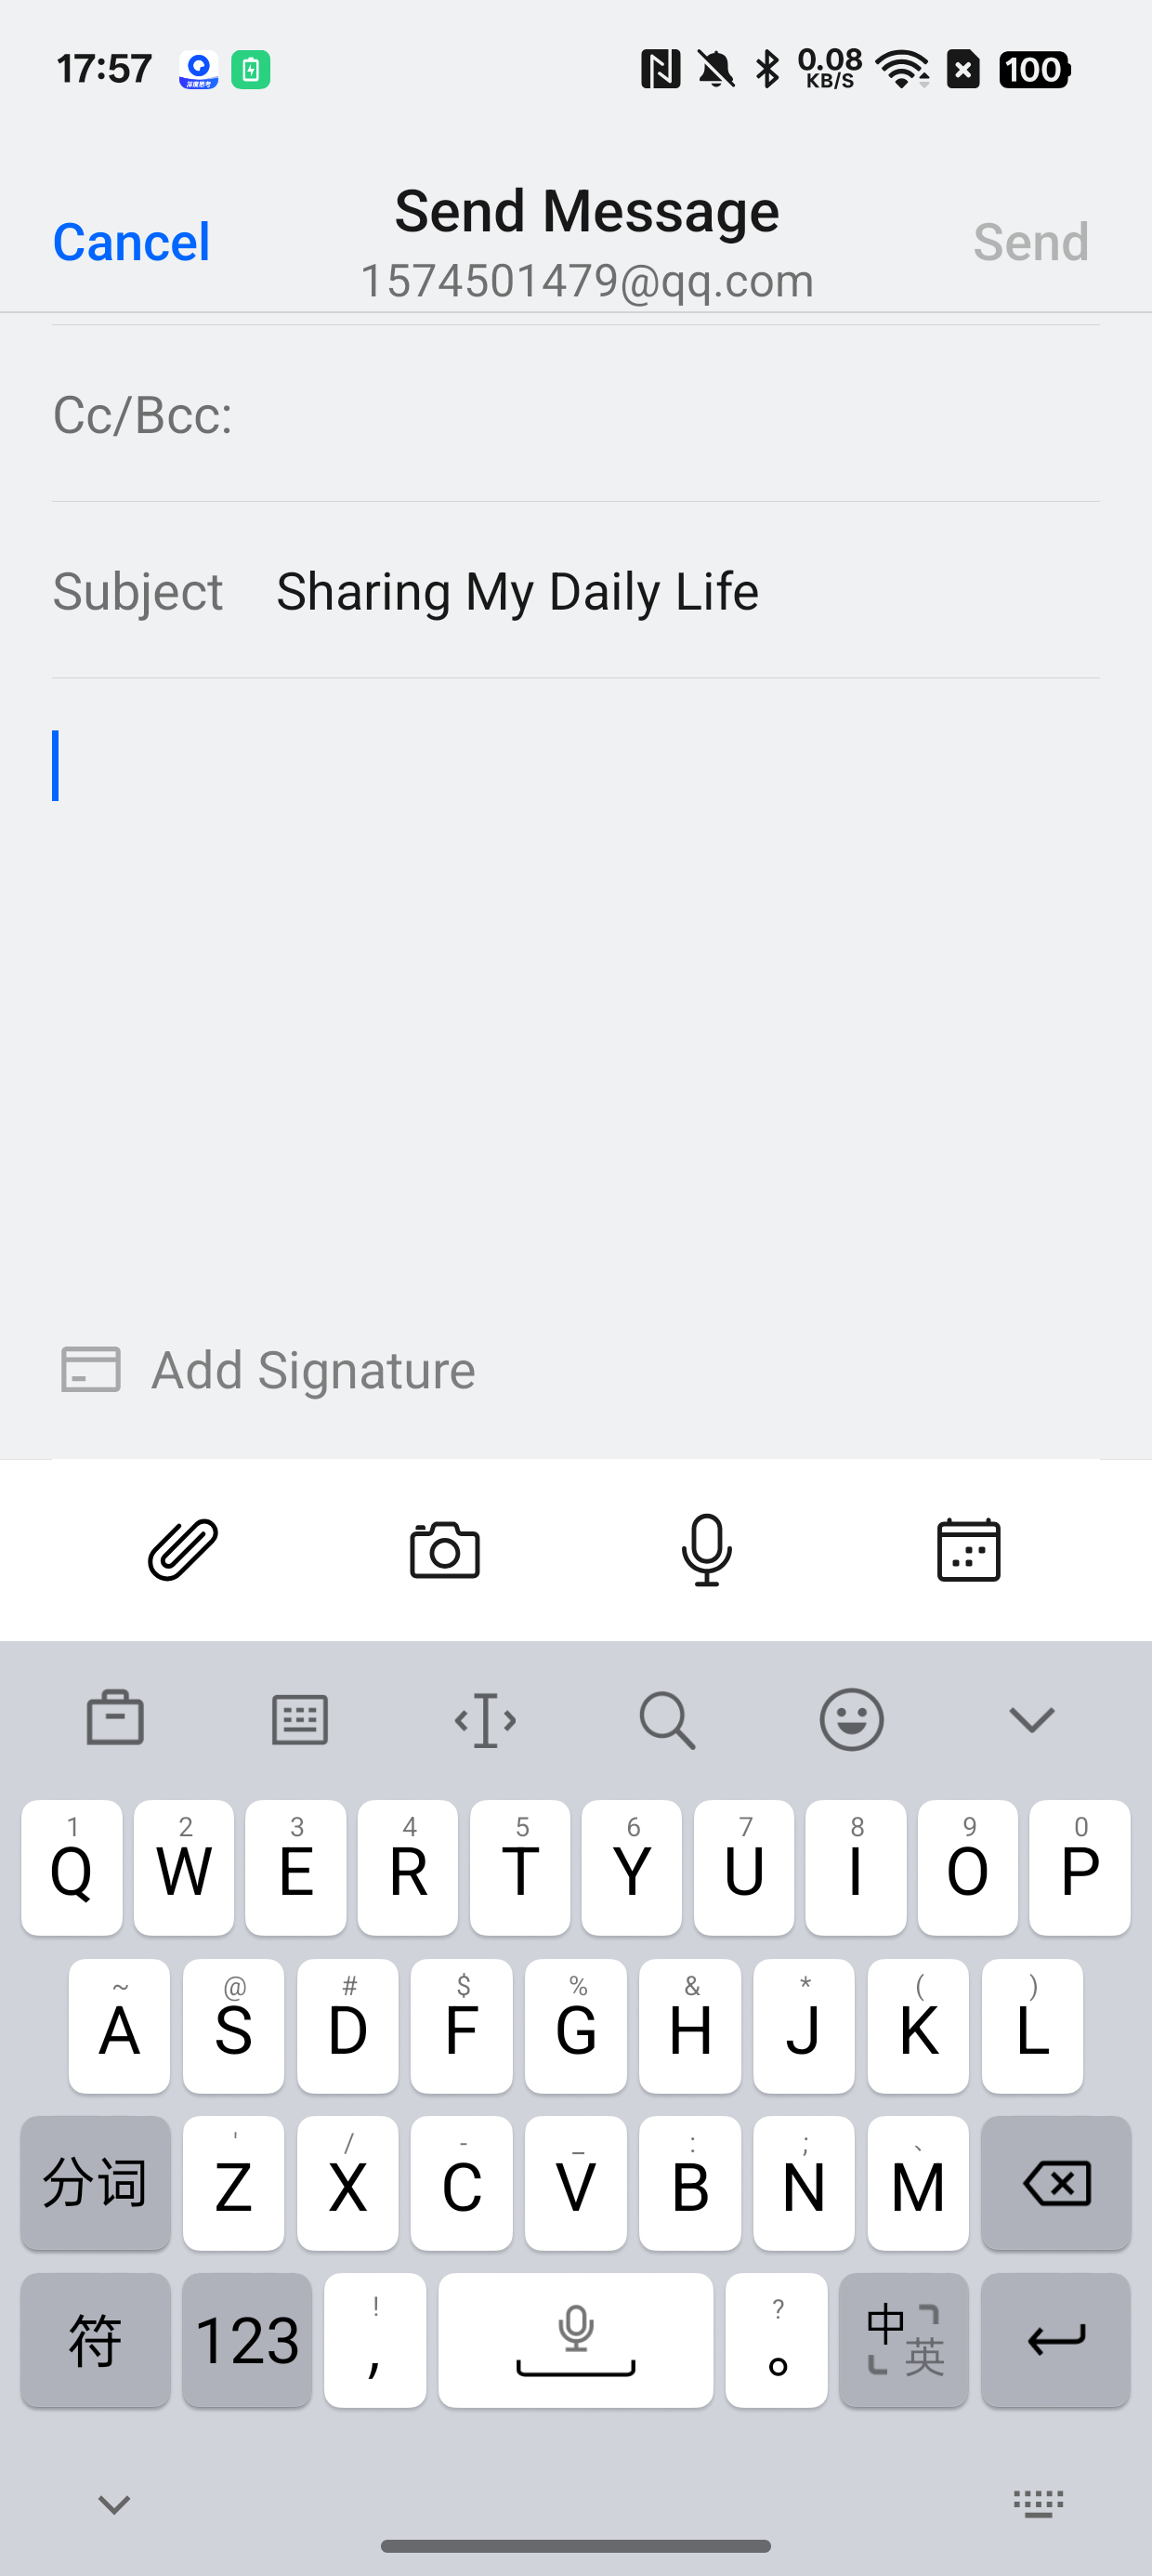 17:57
0.08
KB/S
100
Cancel
Send Message
Send
1574501479@qq.com
Cc/Bcc:
Subject Sharing My Daily Life
Add Signature
1 2 3 4 5 6 7 8 9 0
Q W E R T Y U I O P
~ @ # $ % & * ( )
A S D F G H J K L
' / - _ : ; 、
分词 Z X C V B N M
! ?
符 123 , 。 中 英